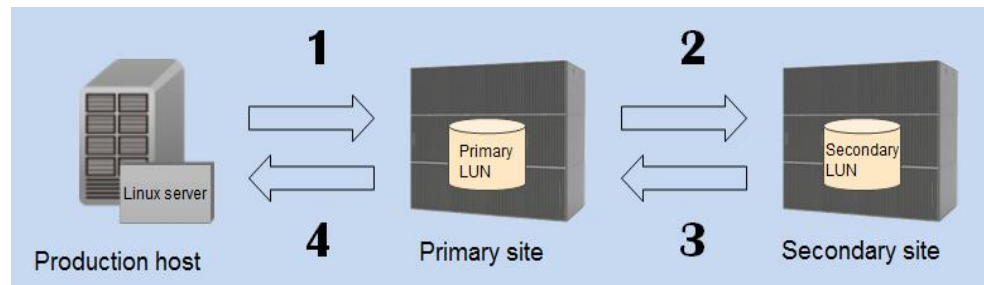 1
2
Primary
LUN
Secondary
LUN
Linux server
4
3
Production host
Primary site
Secondary site